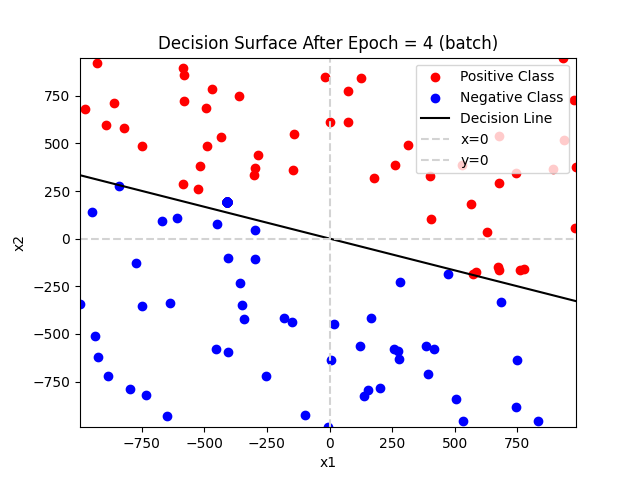 Decision Surface After Epoch = 4 (batch)
Positive Class
Negative Class
Decision Line
x=0
y=0
x2
750
500
250
0
−250
−500
−750
−750
−500
−250
0
250
500
750
x1